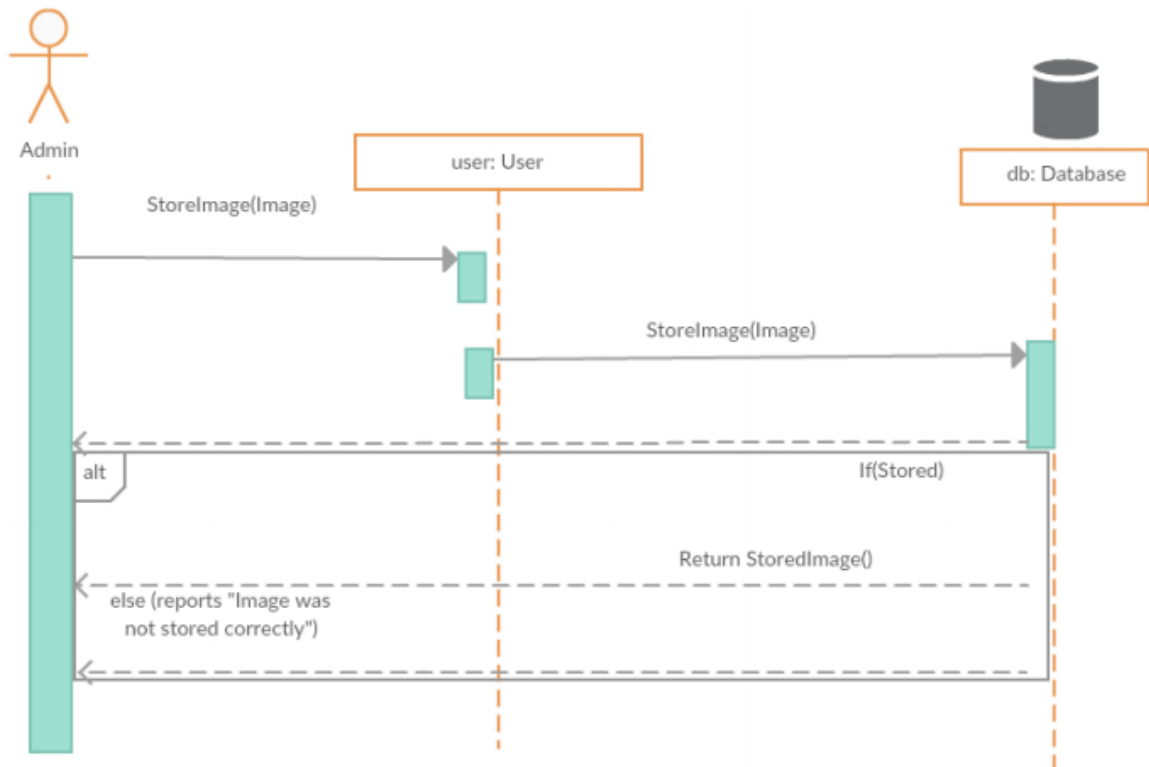 Admin
user: User
db: Database
StoreImage(Image)
StoreImage(Image)
alt
If(Stored)
Return StoredImage()
else (reports "Image was
not stored correctly")